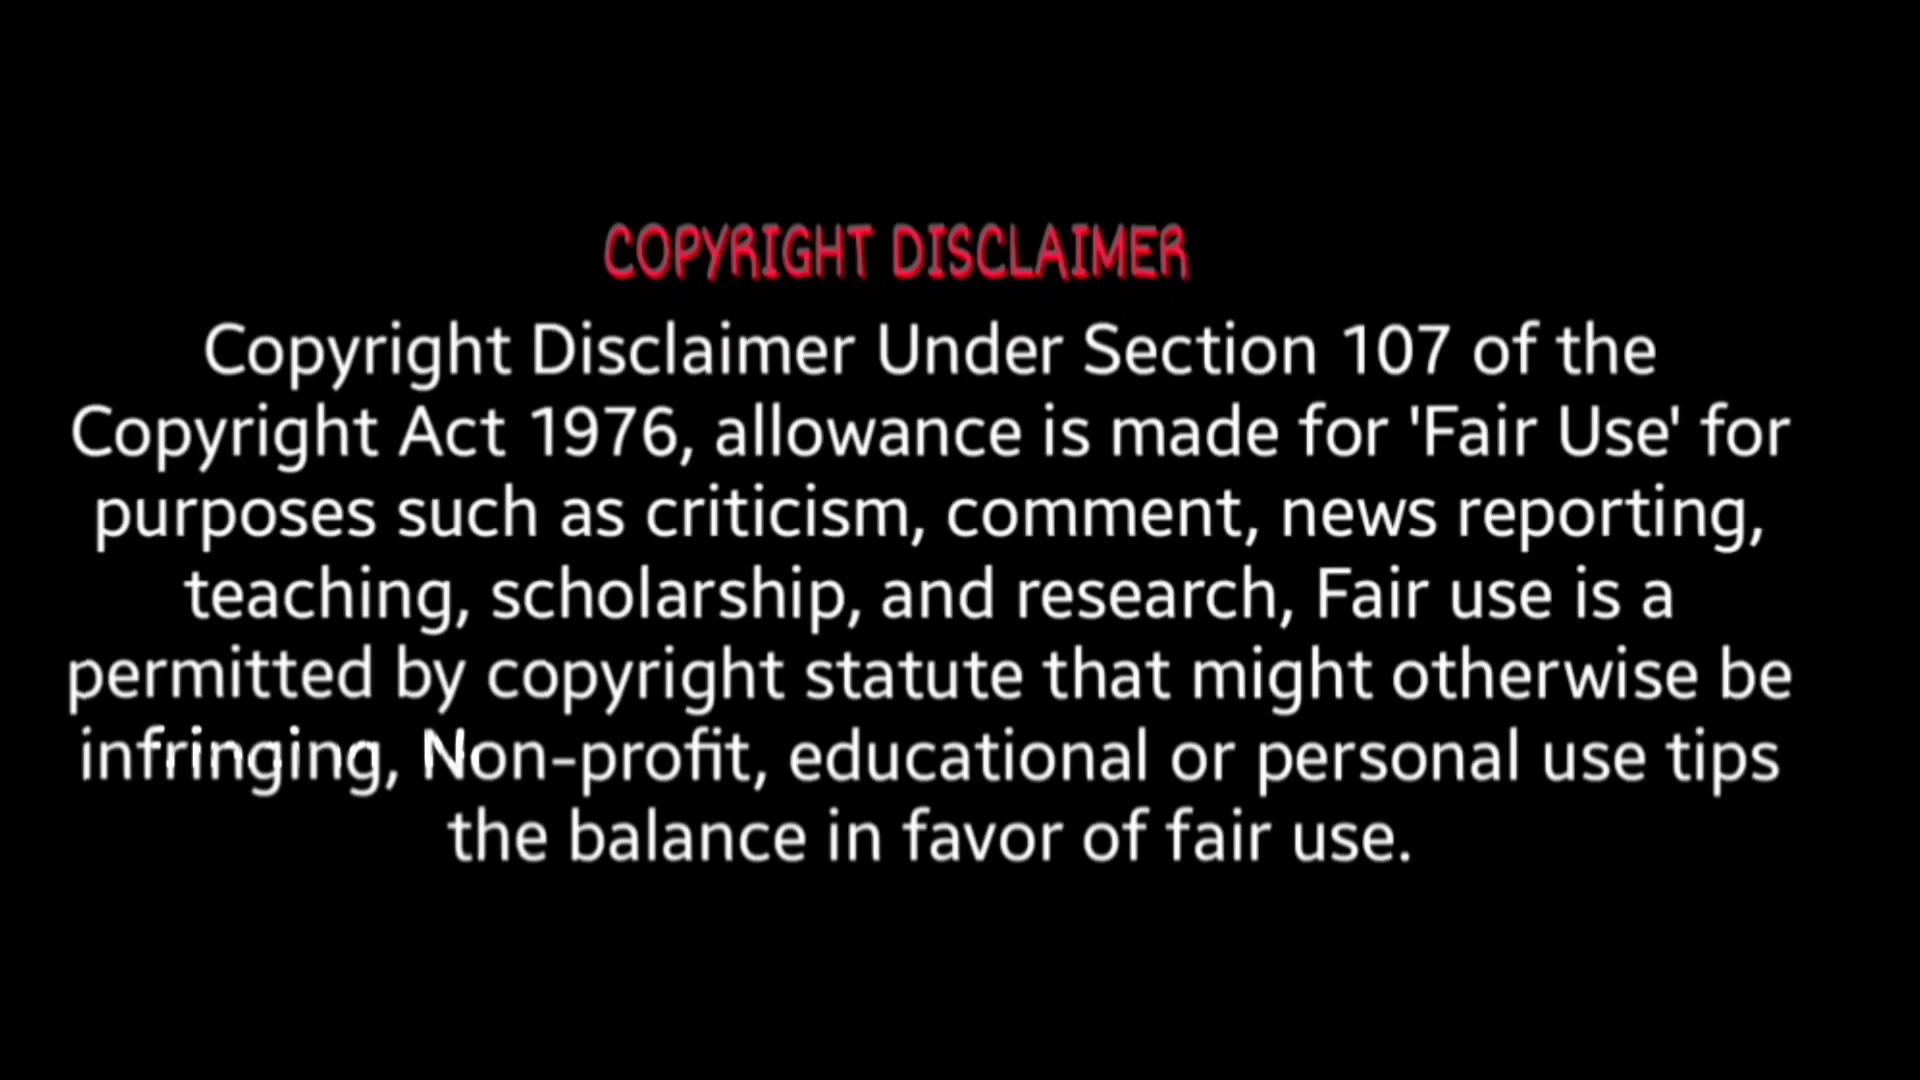 COPYRIGHT DISCLAIMER
Copyright Disclaimer Under Section 107 of the
Copyright Act 1976, allowance is made for 'Fair Use' for
purposes such as criticism, comment, news reporting,
teaching, scholarship, and research, Fair use is a
permitted by copyright statute that might otherwise be
infringing, Non-profit, educational or personal use tips
the balance in favor of fair use.